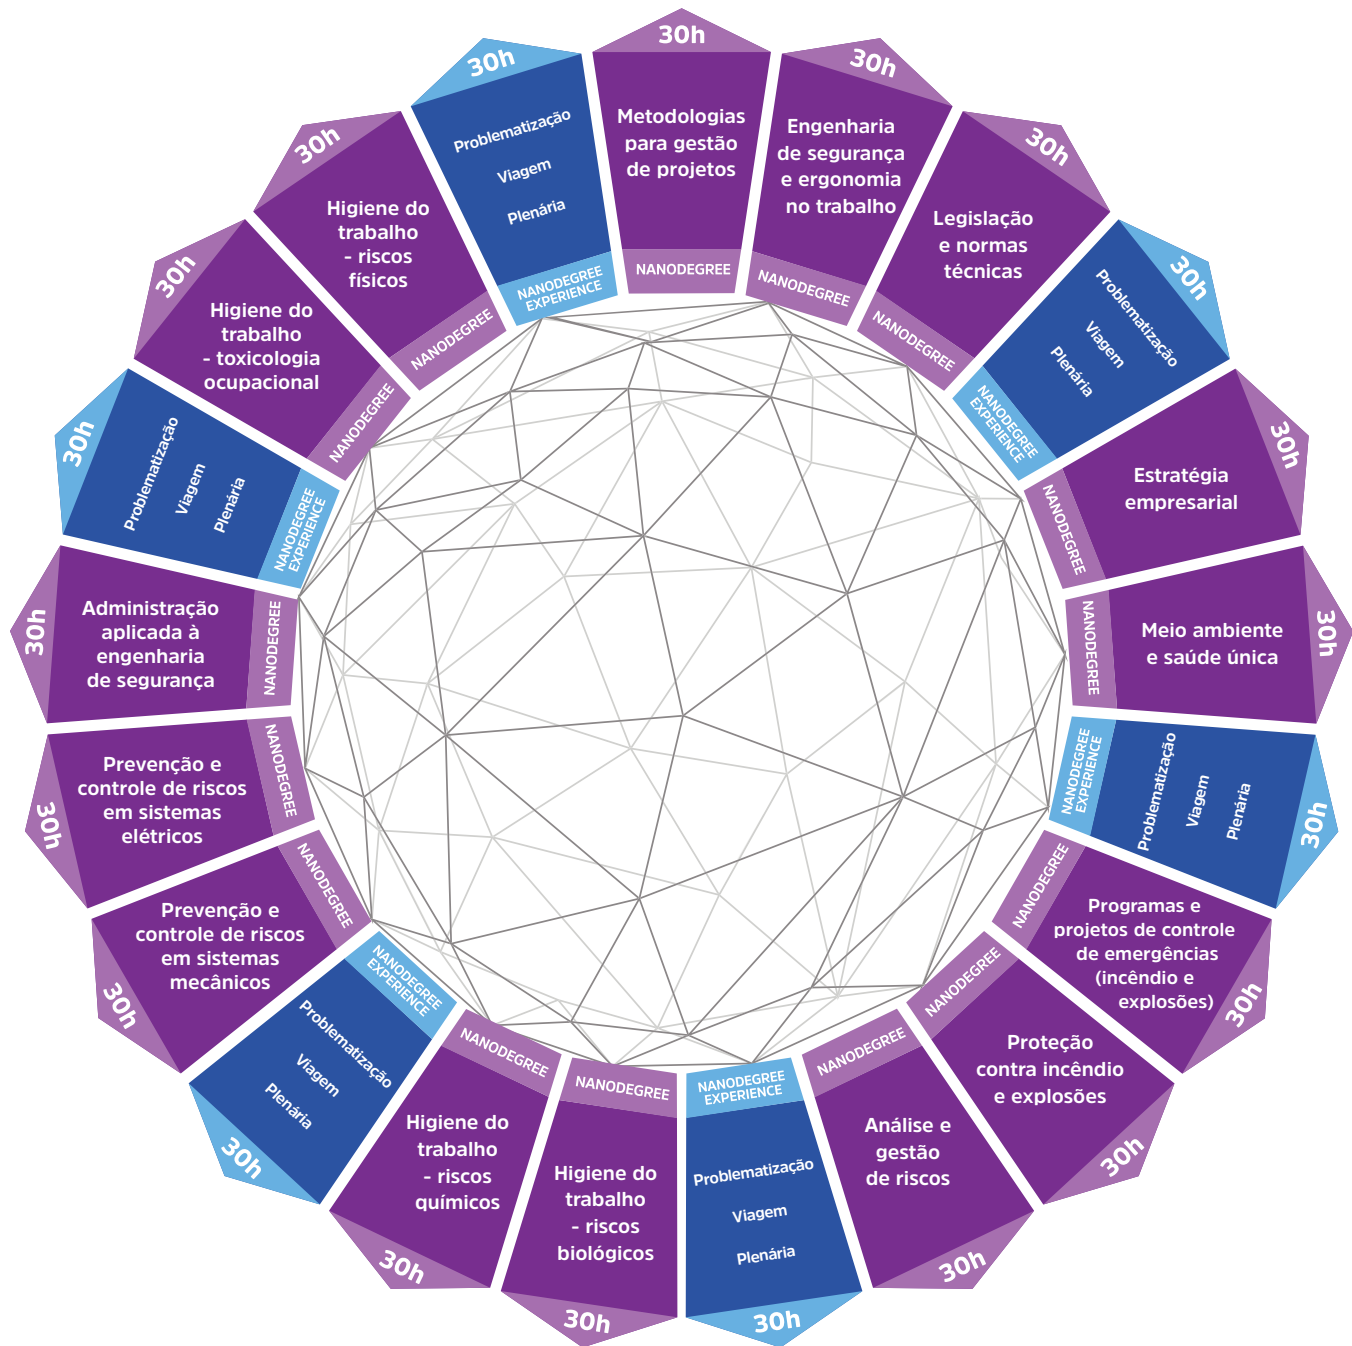 30h
Metodologias
para gestão
de projetos
NANODEGREE
30h
Engenharia
de segurança
e ergonomia
no trabalho
NANODEGREE
30h
Legislação
e normas
técnicas
NANODEGREE
30h
Problematização
Viagem
Plenária
NANODEGREE
EXPERIENCE
30h
Estratégia
empresarial
NANODEGREE
30h
Meio ambiente
e saúde única
NANODEGREE
30h
Problematização
Viagem
Plenária
NANODEGREE
EXPERIENCE
30h
Programas e
projetos de controle
de emergências
(incêndio e
explosões)
NANODEGREE
30h
Proteção
contra incêndio
e explosões
NANODEGREE
30h
Análise e
gestão
de riscos
NANODEGREE
30h
Problematização
Viagem
Plenária
NANODEGREE
EXPERIENCE
30h
Higiene do
trabalho
- riscos
biológicos
NANODEGREE
30h
Higiene do
trabalho
- riscos
químicos
NANODEGREE
30h
Problematização
Viagem
Plenária
NANODEGREE
EXPERIENCE
30h
Prevenção e
controle de riscos
em sistemas
mecânicos
NANODEGREE
30h
Prevenção e
controle de riscos
em sistemas
elétricos
NANODEGREE
30h
Administração
aplicada à
engenharia
de segurança
NANODEGREE
30h
Problematização
Viagem
Plenária
NANODEGREE
EXPERIENCE
30h
Higiene do
trabalho
- toxicologia
ocupacional
NANODEGREE
30h
Higiene do
trabalho
- riscos
físicos
NANODEGREE
30h
Problematização
Viagem
Plenária
NANODEGREE
EXPERIENCE